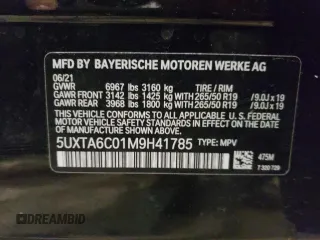 MFD BY BAYERISCHE MOTOREN WERKE AG
06/21
GVWR 6967 lbs 3160 kg TIRE / RIM
GAWR FRONT 3142 lbs 1425 kg 265/50 R19 /9.0J x 19
GAWR REAR 3968 lbs 1800 kg 265/50 R19 /9.0J x 19
THIS VEHICLE CONFORMS TO ALL APPLICABLE U.S. FEDERAL
MOTOR VEHICLE SAFETY STANDARDS IN EFFECT ON THE DATE
OF MANUFACTURE SHOWN ABOVE.
5UXTA6C01M9H41785 TYPE: MPV
475M
7 320 729
© DREAMBID